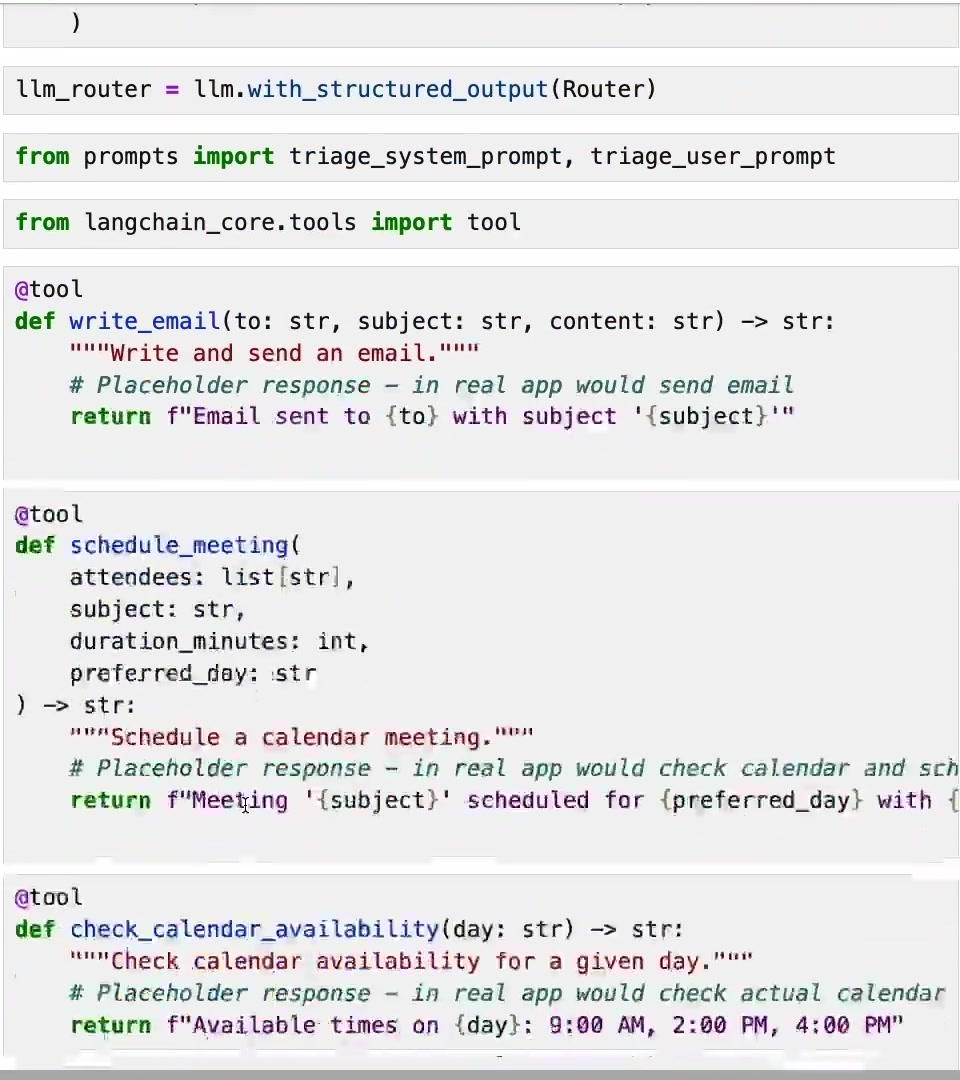 )
llm_router = llm.with_structured_output(Router)
from prompts import triage_system_prompt, triage_user_prompt
from langchain_core.tools import tool
@tool
def write_email(to: str, subject: str, content: str) -> str:
    """Write and send an email."""
    # Placeholder response – in real app would send email
    return f"Email sent to {to} with subject '{subject}'"
@tool
def schedule_meeting(
    attendees: list[str],
    subject: str,
    duration_minutes: int,
    preferred_day: str
) -> str:
    """Schedule a calendar meeting."""
    # Placeholder response – in real app would check calendar and sch
    return f"Meeting '{subject}' scheduled for {preferred_day} with {
@tool
def check_calendar_availability(day: str) -> str:
    """Check calendar availability for a given day."""
    # Placeholder response – in real app would check actual calendar
    return f"Available times on {day}: 9:00 AM, 2:00 PM, 4:00 PM"